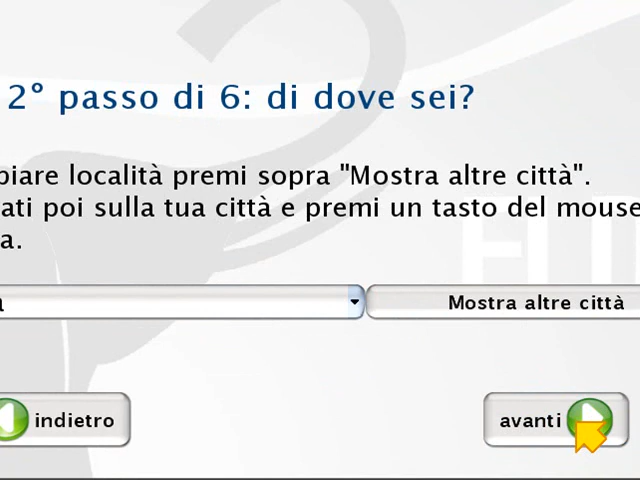 2° passo di 6: di dove sei?
biare località premi sopra "Mostra altre città".
ati poi sulla tua città e premi un tasto del mouse
a.
a
Mostra altre città
indietro
avanti